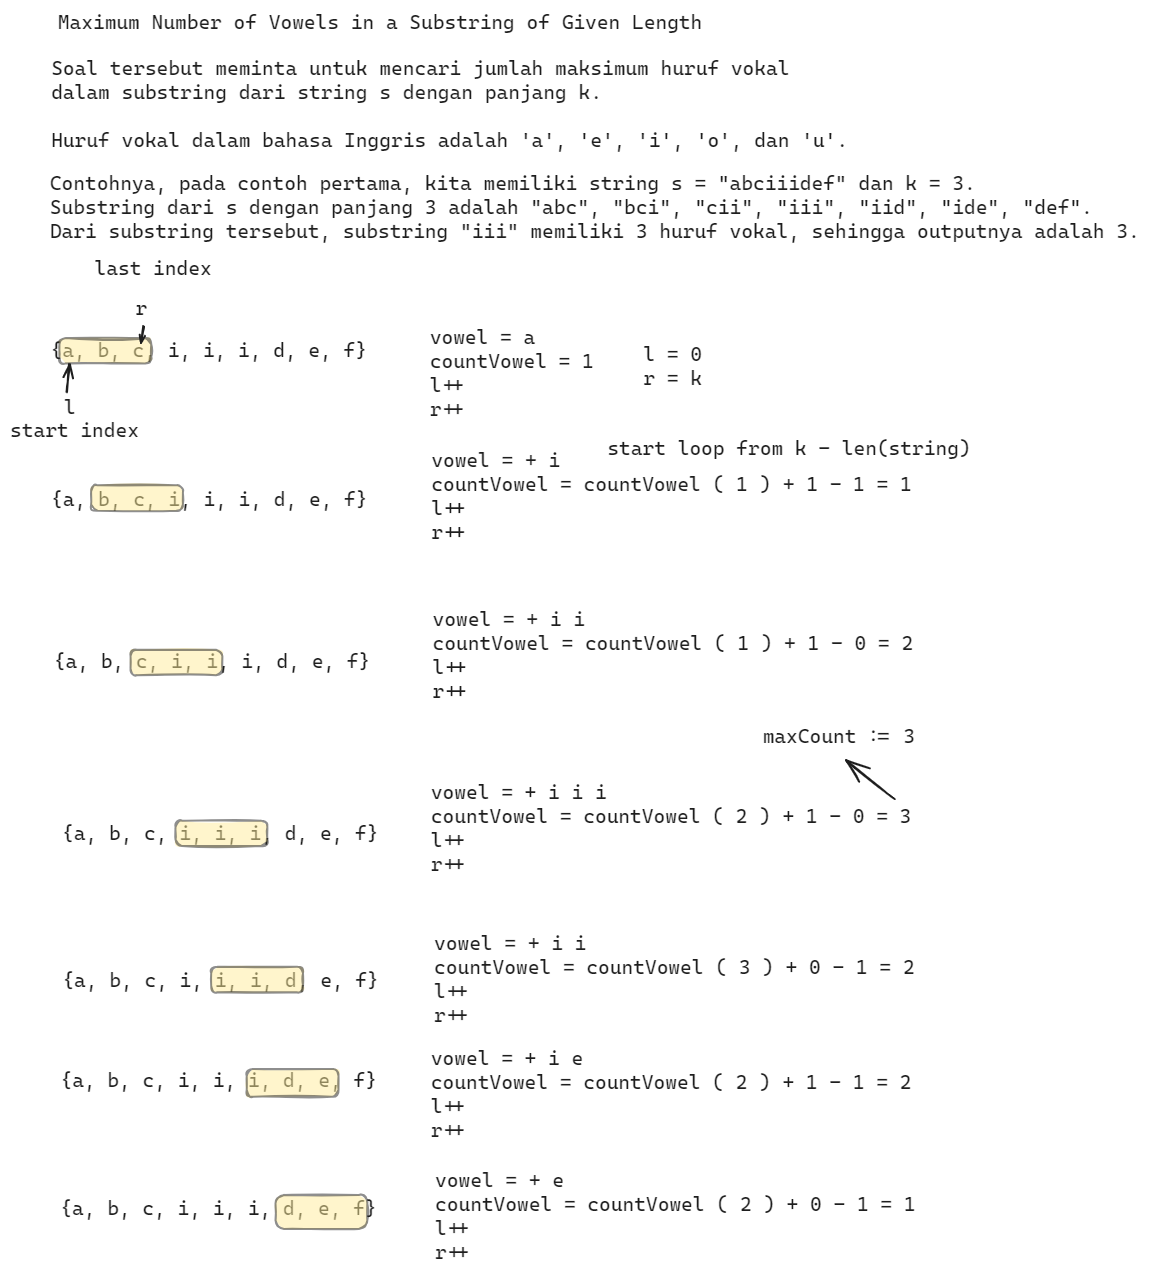 Maximum Number of Vowels in a Substring of Given Length
Soal tersebut meminta untuk mencari jumlah maksimum huruf vokal
dalam substring dari string s dengan panjang k.
Huruf vokal dalam bahasa Inggris adalah 'a', 'e', 'i', 'o', dan 'u'.
Contohnya, pada contoh pertama, kita memiliki string s = "abciiidef" dan k = 3.
Substring dari s dengan panjang 3 adalah "abc", "bci", "cii", "iii", "iid", "ide", "def".
Dari substring tersebut, substring "iii" memiliki 3 huruf vokal, sehingga outputnya adalah 3.
last index
r
{a, b, c, i, i, i, d, e, f}
l
start index
vowel = a
countVowel = 1
l++
r++
l = 0
r = k
start loop from k - len(string)
{a, b, c, i, i, i, d, e, f}
vowel = + i
countVowel = countVowel ( 1 ) + 1 - 1 = 1
l++
r++
{a, b, c, i, i, i, d, e, f}
vowel = + i i
countVowel = countVowel ( 1 ) + 1 - 0 = 2
l++
r++
maxCount := 3
{a, b, c, i, i, i, d, e, f}
vowel = + i i i
countVowel = countVowel ( 2 ) + 1 - 0 = 3
l++
r++
{a, b, c, i, i, i, d, e, f}
vowel = + i i
countVowel = countVowel ( 3 ) + 0 - 1 = 2
l++
r++
{a, b, c, i, i, i, d, e, f}
vowel = + i e
countVowel = countVowel ( 2 ) + 1 - 1 = 2
l++
r++
{a, b, c, i, i, i, d, e, f}
vowel = + e
countVowel = countVowel ( 2 ) + 0 - 1 = 1
l++
r++